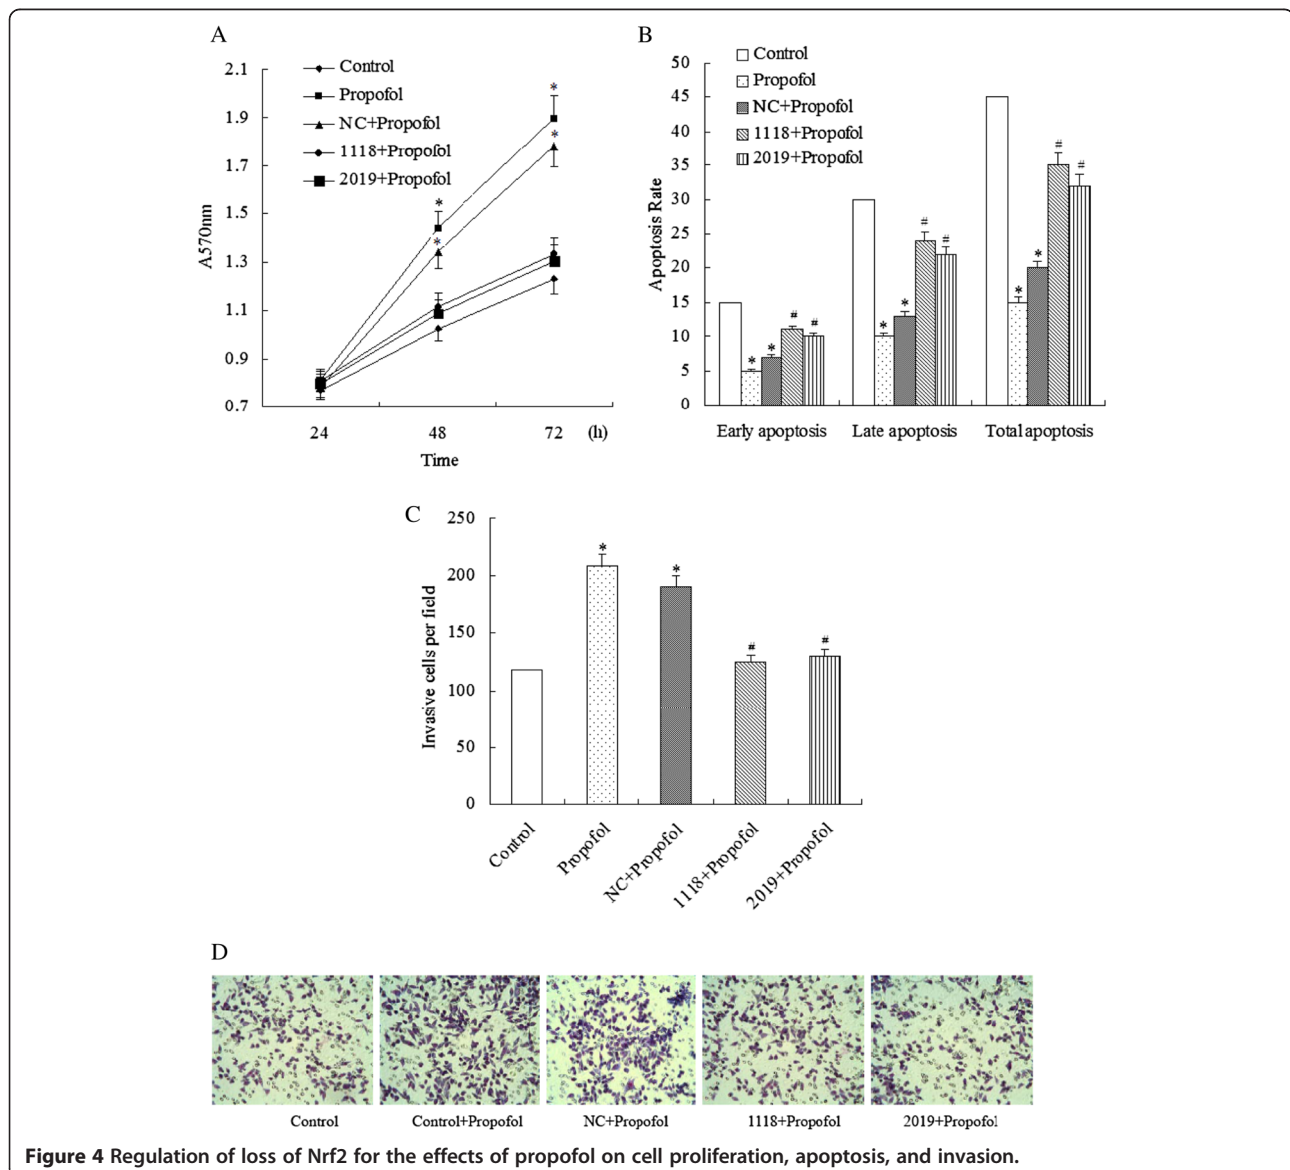 A
A570nm
2.1
1.9
1.7
1.5
1.3
1.1
0.9
0.7
Control
Propofol
NC+Propofol
1118+Propofol
2019+Propofol
*
*
*
*
24 48 72 (h)
Time
B
Apoptosis Rate
50
45
40
35
30
25
20
15
10
5
0
Control
Propofol
NC+Propofol
1118+Propofol
2019+Propofol
* * # #
* * # #
* * # #
Early apoptosis Late apoptosis Total apoptosis
C
Invasive cells per field
250
200
150
100
50
0
* * # #
Control Propofol NC+Propofol 1118+Propofol 2019+Propofol
D
Control Control+Propofol NC+Propofol 1118+Propofol 2019+Propofol
Figure 4 Regulation of loss of Nrf2 for the effects of propofol on cell proliferation, apoptosis, and invasion.